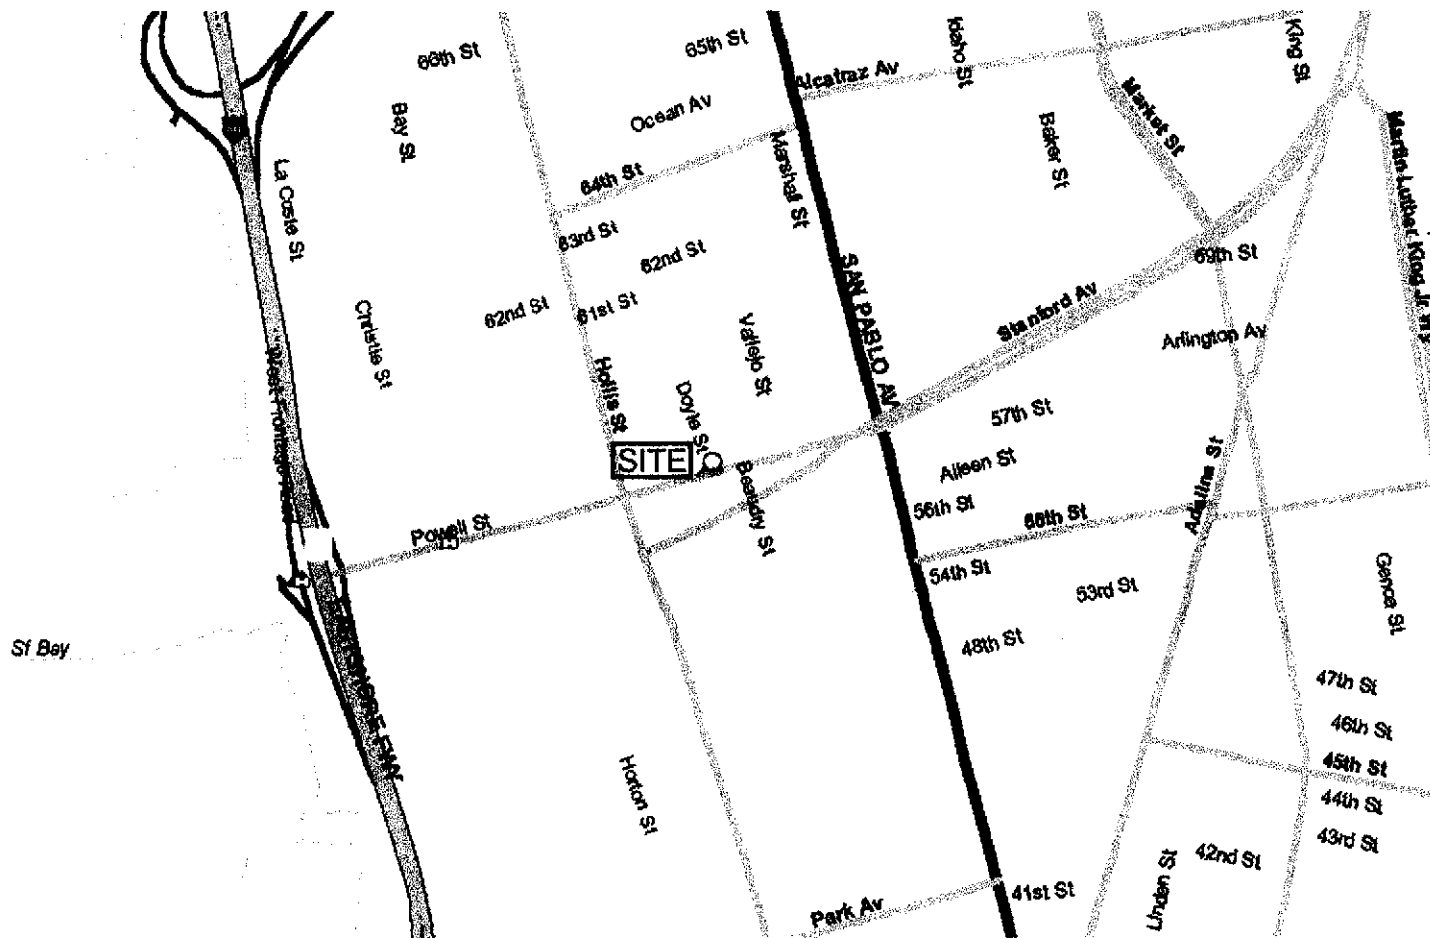 66th St
65th St
Idaho St
King St
Alcatraz Av
Bay St
Ocean Av
Market St
Baker St
Martin Luther King Jr. Wy
Marshall St
64th St
La Coste St
63rd St
62nd St
69th St
SAN PABLO AV
62nd St
61st St
Stanford Av
Christie St
Vallejo St
Arlington Av
Hollis St
Doyle St
57th St
SITE
Aileen St
Adeline St
Beaudry St
56th St
55th St
Powell St
54th St
53rd St
Genoa St
48th St
Sf Bay
EASTSHORE FWY
47th St
46th St
45th St
44th St
43rd St
42nd St
Horton St
Linden St
41st St
Park Av